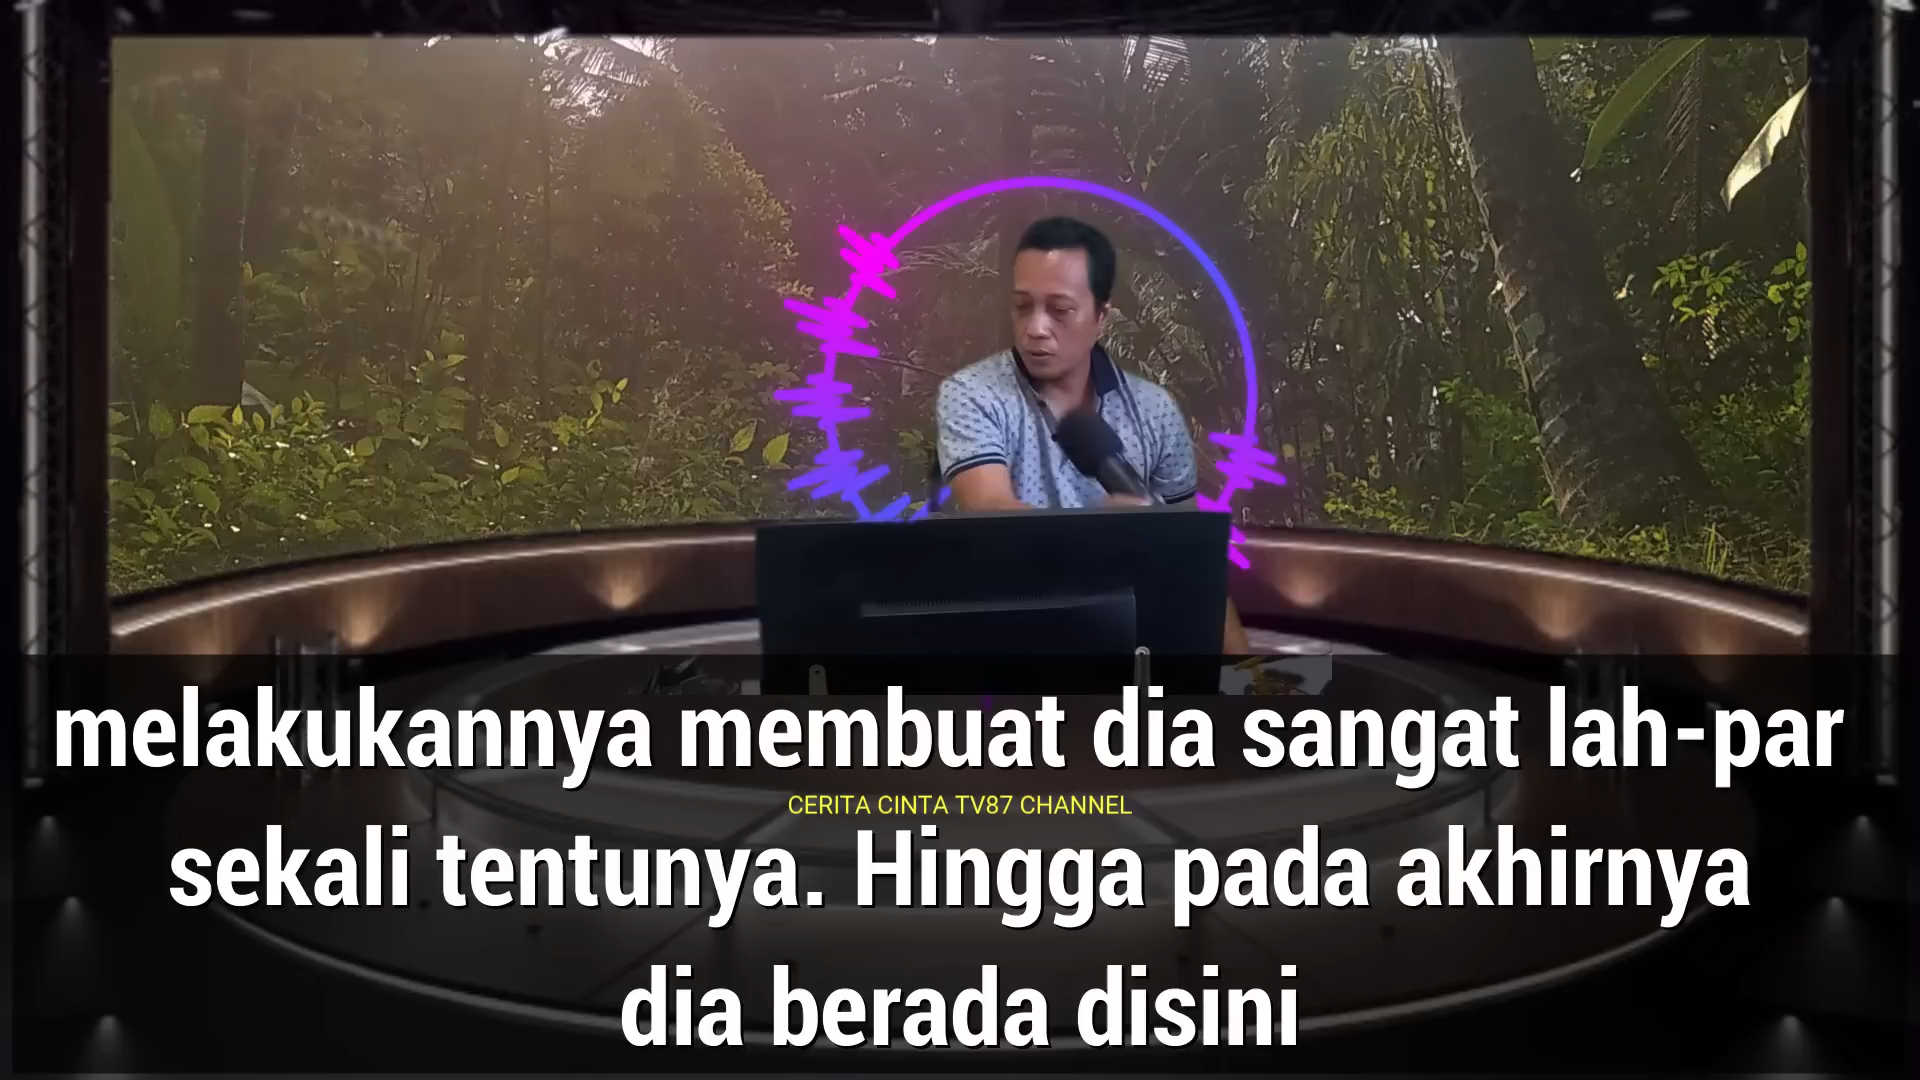 melakukannya membuat dia sangat lah-par
CERITA CINTA TV87 CHANNEL
sekali tentunya. Hingga pada akhirnya
dia berada disini